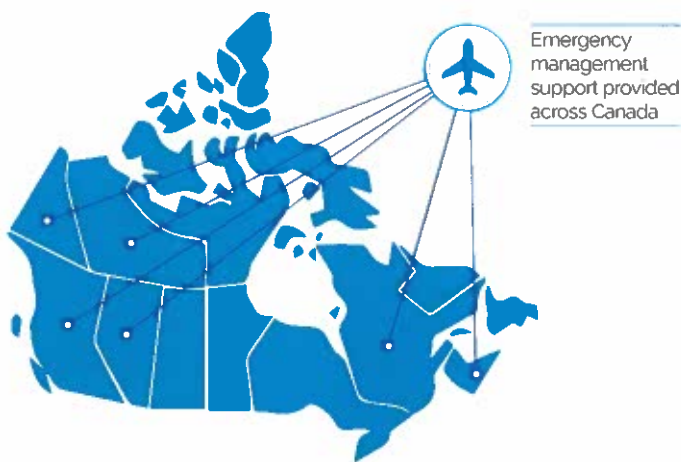 Emergency
management
support provided
across Canada